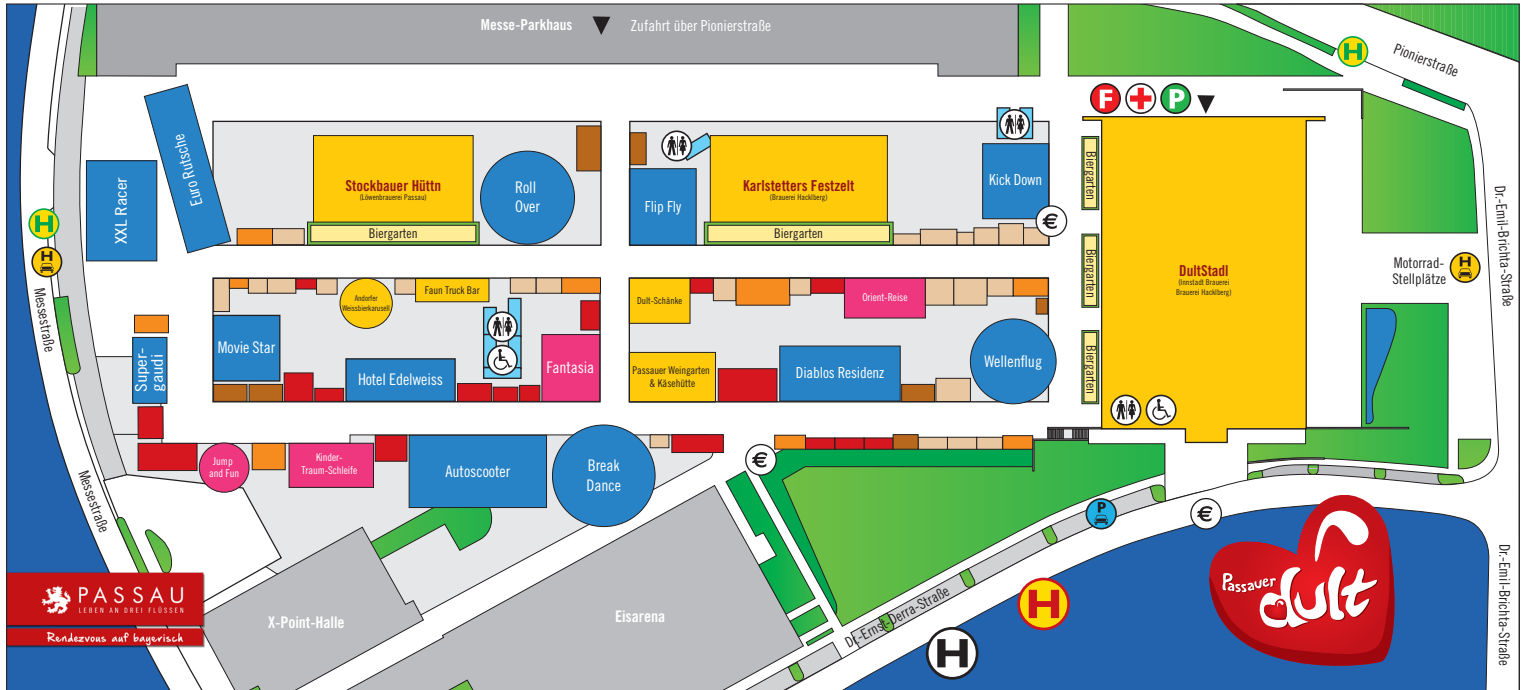 Messe-Parkhaus
Zufahrt über Pionierstraße
H
Pionierstraße
F
P
Euro Rutsche
XXL Racer
Stockbauer Hüttn
(Löwenbrauerei Passau)
Biergarten
Roll
Over
Flip Fly
Karlstetters Festzelt
(Brauerei Hacklberg)
Biergarten
Kick Down
€
Biergarten
Biergarten
Biergarten
DultStadl
(Innstadt Brauerei
Brauerei Hacklberg)
Dr.-Emil-Brichta-Straße
Motorrad-
Stellplätze
H
H
H
Messestraße
Andorfer
Weissbierkarusell
Faun Truck Bar
Dult-Schänke
Orient-Reise
Movie Star
Hotel Edelweiss
Fantasia
Passauer Weingarten
& Käsehütte
Diablos Residenz
Wellenflug
Super-
gaudi
Jump
and Fun
Kinder-
Traum-Schleife
Autoscooter
Break
Dance
€
Messestraße
P
€
Passauer
dult
Dr.-Emil-Brichta-Straße
PASSAU
LEBEN AN DREI FLÜSSEN
Rendezvous auf bayerisch
X-Point-Halle
Eisarena
Dr.-Ernst-Derra-Straße
H
H